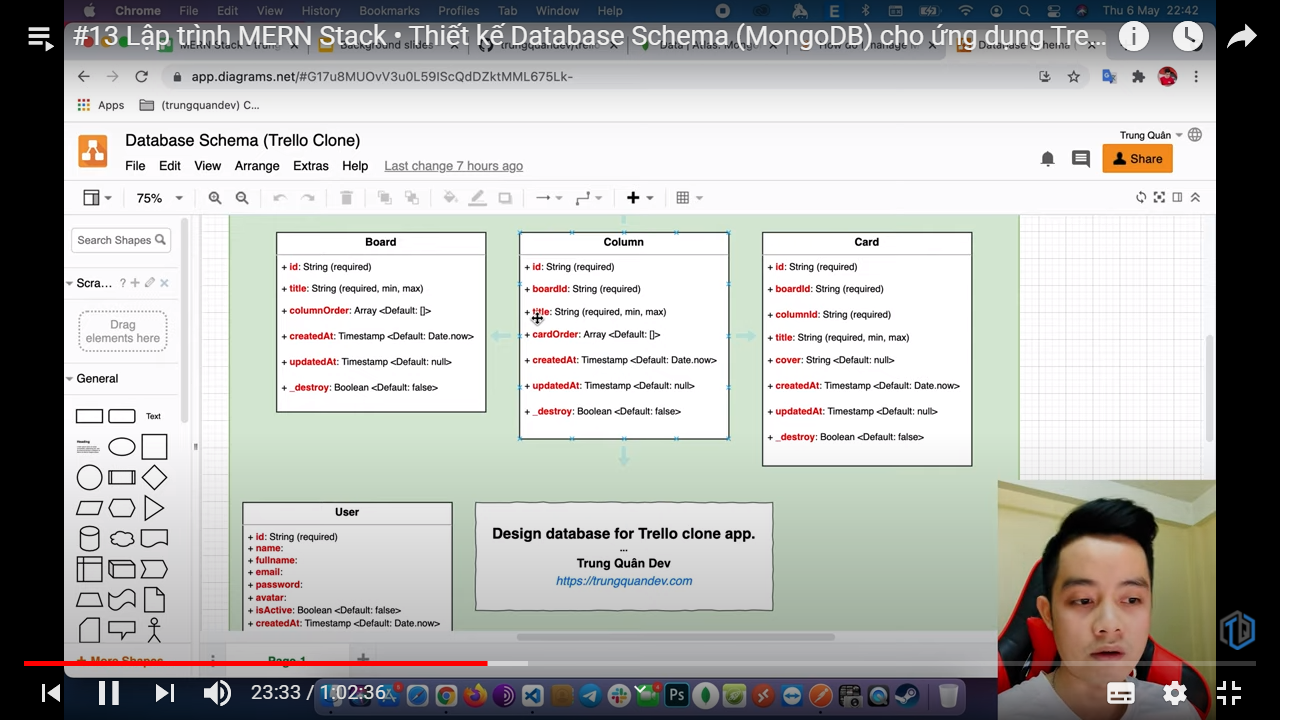 Chrome File Edit View History Bookmarks Profiles Tab Window Help Thu 6 May 22:42
#13 Lập trình MERN Stack • Thiết kế Database Schema (MongoDB) cho ứng dụng Tre...
app.diagrams.net/#G17u8MUOvV3u0L59IScQdDZktMML675Lk-
Apps (trungquandev) C...
Database Schema (Trello Clone)
Trung Quân
File Edit View Arrange Extras Help Last change 7 hours ago
Share
75%
Search Shapes
Scra... ?
Drag
elements here
General
Text
Heading
Board
+ id: String (required)
+ title: String (required, min, max)
+ columnOrder: Array <Default: []>
+ createdAt: Timestamp <Default: Date.now>
+ updatedAt: Timestamp <Default: null>
+ _destroy: Boolean <Default: false>
Column
+ id: String (required)
+ boardId: String (required)
+ title: String (required, min, max)
+ cardOrder: Array <Default: []>
+ createdAt: Timestamp <Default: Date.now>
+ updatedAt: Timestamp <Default: null>
+ _destroy: Boolean <Default: false>
Card
+ id: String (required)
+ boardId: String (required)
+ columnId: String (required)
+ title: String (required, min, max)
+ cover: String <Default: null>
+ createdAt: Timestamp <Default: Date.now>
+ updatedAt: Timestamp <Default: null>
+ _destroy: Boolean <Default: false>
User
+ id: String (required)
+ name:
+ fullname:
+ email:
+ password:
+ avatar:
+ isActive: Boolean <Default: false>
+ createdAt: Timestamp <Default: Date.now>
Design database for Trello clone app.
...
Trung Quân Dev
https://trungquandev.com
+ More Shapes
Page-1
23:33 / 1:02:36
Ps